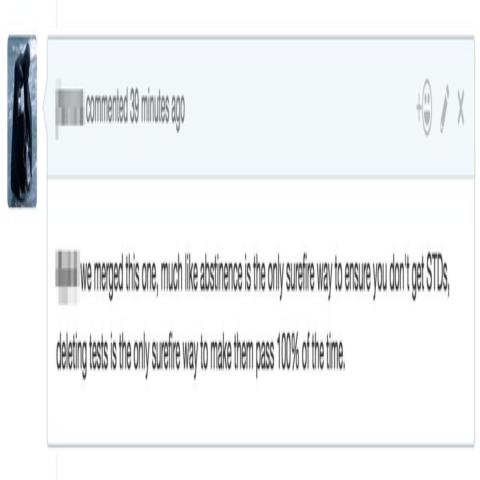 commented 39 minutes ago
we merged this one, much like abstinence is the only surefire way to ensure you don't get STDs,
deleting tests is the only surefire way to make them pass 100% of the time.